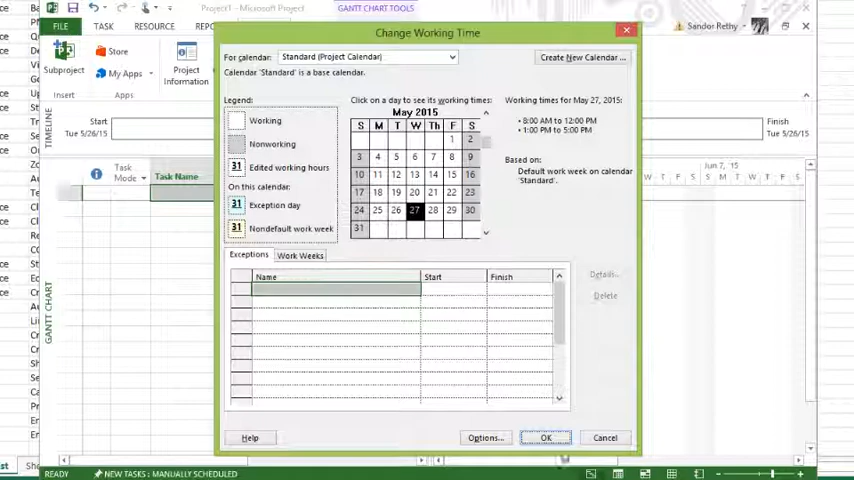 Project1 - Microsoft Project
GANTT CHART TOOLS
FILE
TASK
RESOURCE
REPO
Sandor Rethy
Subproject
Insert
Store
My Apps
Apps
Project
Information
TIMELINE
Start
Tue 5/26/15
Finish
Tue 5/26/15
Task
Mode
Task Name
Jun 7, '15
W T F S
GANTT CHART
Change Working Time
For calendar:
Standard (Project Calendar)
Create New Calendar ...
Calendar 'Standard' is a base calendar.
Legend:
Working
Nonworking
31 Edited working hours
On this calendar:
31 Exception day
31 Nondefault work week
Click on a day to see its working times:
May 2015
S M T W Th F S
1 2
3 4 5 6 7 8 9
10 11 12 13 14 15 16
17 18 19 20 21 22 23
24 25 26 27 28 29 30
31
Working times for May 27, 2015:
• 8:00 AM to 12:00 PM
• 1:00 PM to 5:00 PM
Based on:
Default work week on calendar
'Standard'.
Exceptions
Work Weeks
Name
Start
Finish
Details...
Delete
Help
Options...
OK
Cancel
READY
NEW TASKS : MANUALLY SCHEDULED